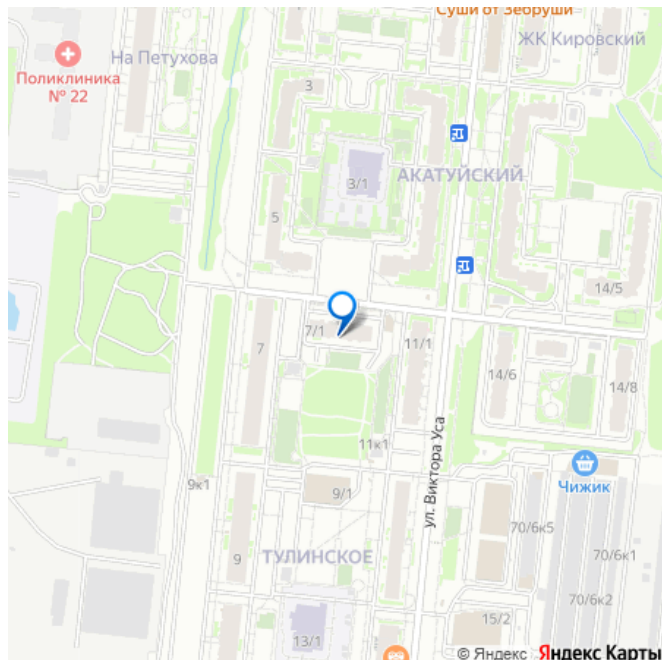 Суши от Зебруши
На Петухова
ЖК Кировский
Поликлиника
№ 22
3
3/1
АКАТУЙСКИЙ
5
14/5
7/1
7
11/1
14/6
14/8
ул. Виктора Уса
11к1
Чижик
9к1
9/1
70/6к5
70/6к1
9
ТУЛИНСКОЕ
70/6к2
15/2
13/1
© Яндекс Яндекс Карты